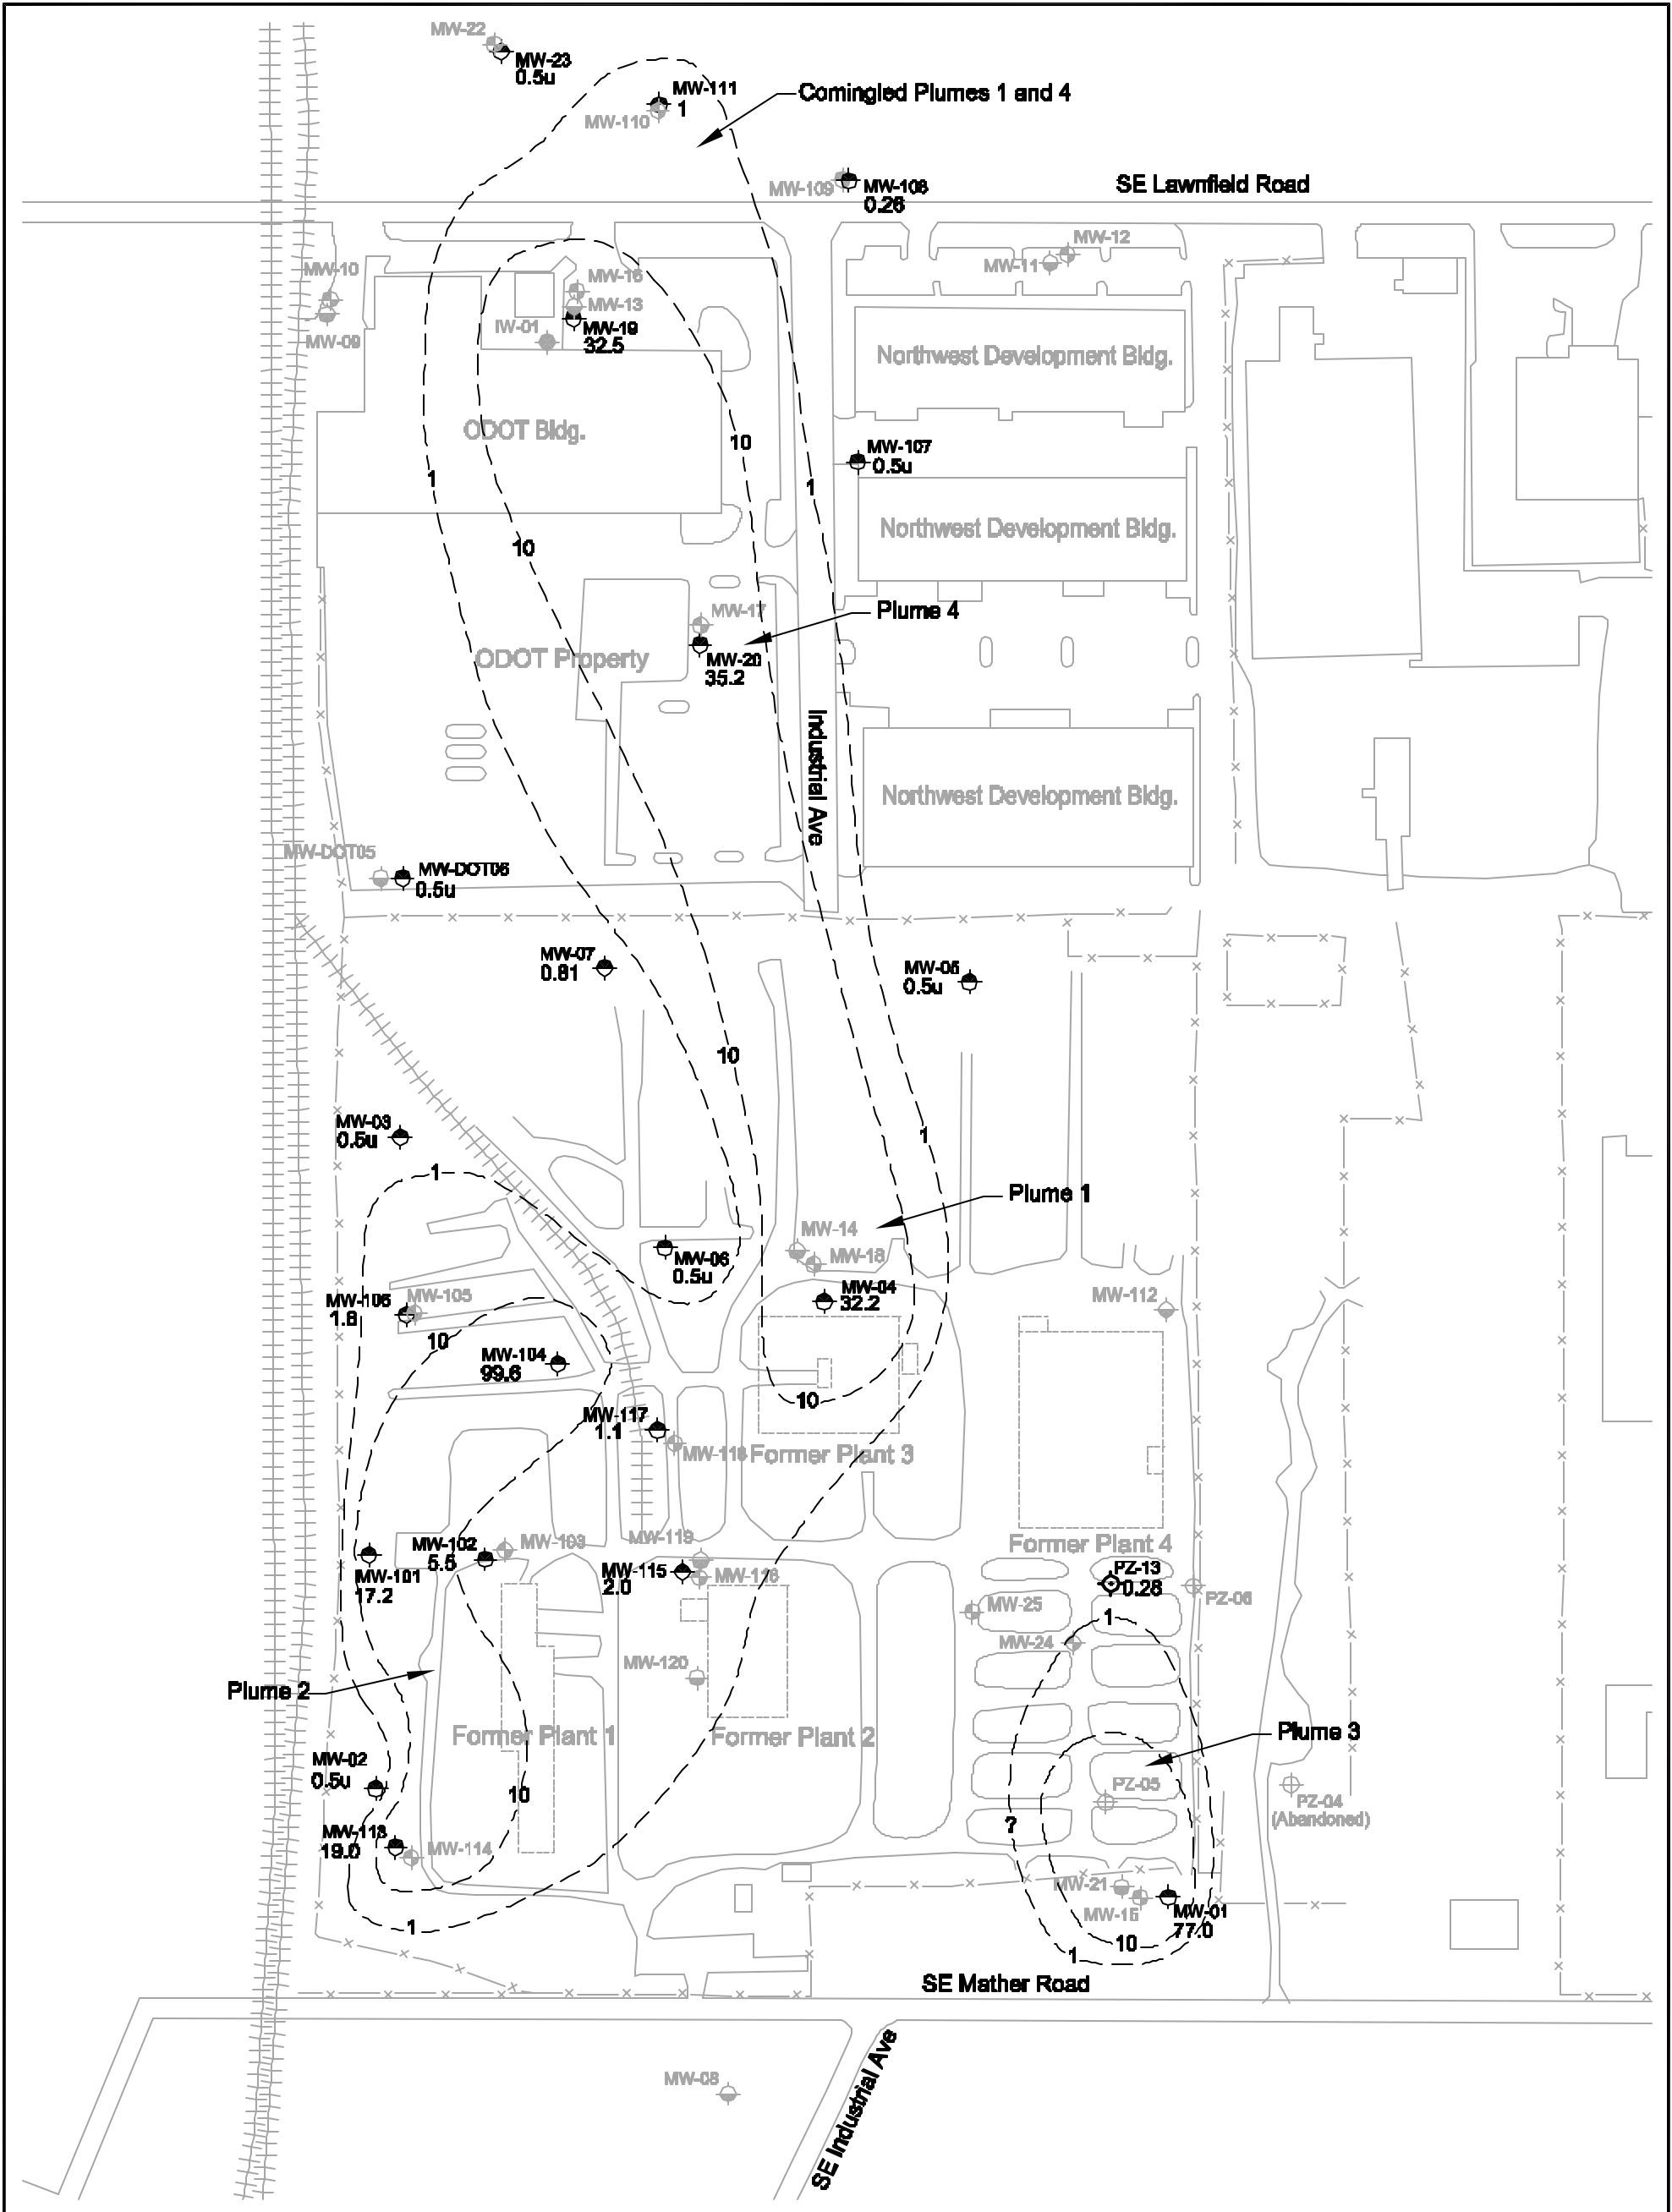 MW-22
MW-23
0.5u
MW-111
1
MW-110
Comingled Plumes 1 and 4
MW-109
MW-108
0.26
SE Lawnfield Road
MW-12
MW-11
MW-10
MW-09
MW-16
MW-13
IW-01
MW-19
32.5
Northwest Development Bldg.
ODOT Bldg.
10
MW-107
0.5u
1
1
Northwest Development Bldg.
10
MW-17
Plume 4
ODOT Property
MW-20
35.2
Industrial Ave
Northwest Development Bldg.
MW-DOT05
MW-DOT06
0.5u
MW-07
0.81
MW-05
0.5u
10
MW-03
0.5u
1
1
Plume 1
MW-14
MW-18
MW-06
0.5u
MW-04
32.2
MW-106
1.8
MW-105
MW-112
10
MW-104
99.6
10
MW-117
1.1
MW-118
Former Plant 3
MW-102
5.5
MW-103
MW-119
Former Plant 4
MW-101
17.2
MW-115
2.0
MW-116
PZ-13
0.28
PZ-06
MW-25
1
MW-24
MW-120
Plume 2
Former Plant 1
Former Plant 2
Plume 3
MW-02
0.5u
10
PZ-05
PZ-04
(Abandoned)
?
MW-113
19.0
MW-114
MW-21
MW-15
MW-01
77.0
1
10
1
SE Mather Road
MW-08
SE Industrial Ave